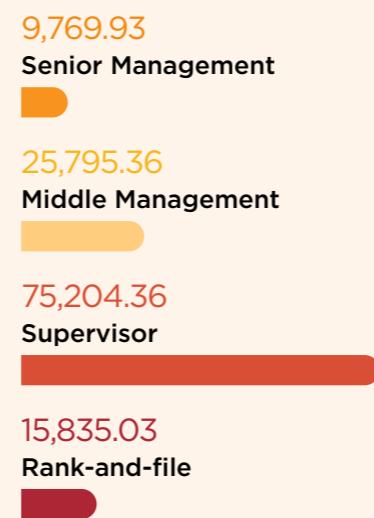 9,769.93
Senior Management
25,795.36
Middle Management
75,204.36
Supervisor
15,835.03
Rank-and-file